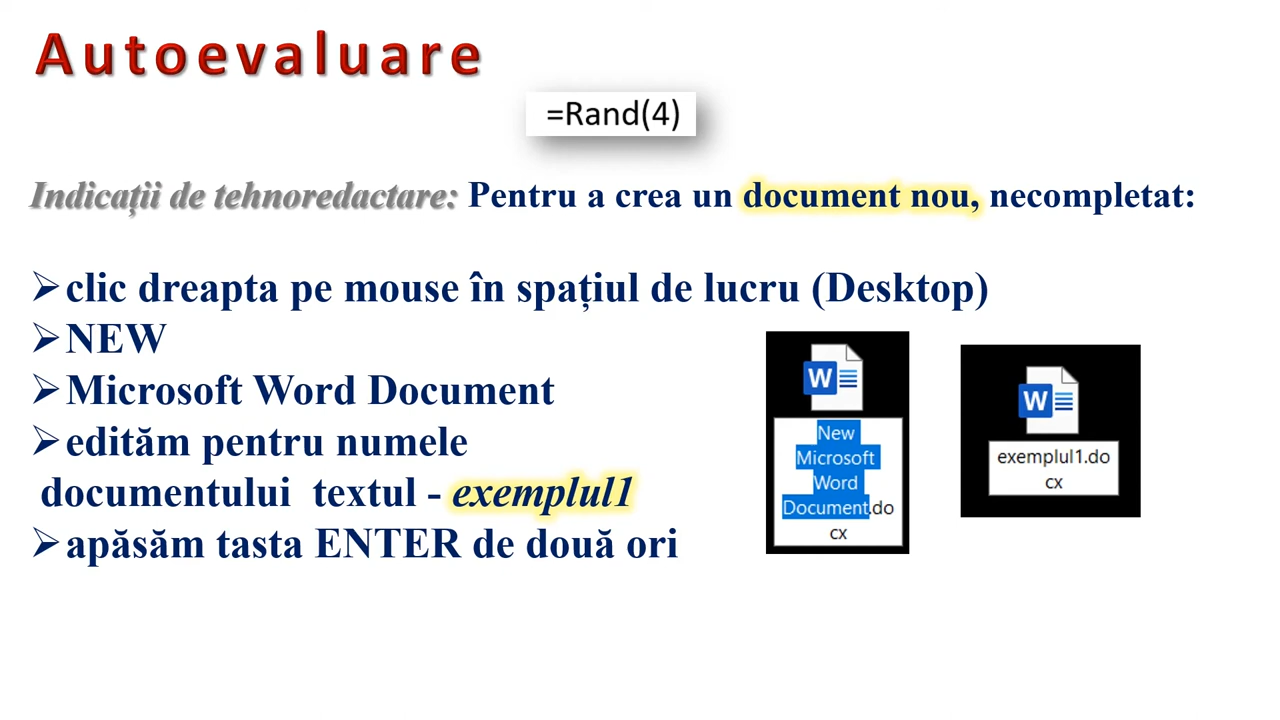 Autoevaluare
=Rand(4)
Indicații de tehnoredactare: Pentru a crea un document nou, necompletat:
➢clic dreapta pe mouse în spațiul de lucru (Desktop)
➢NEW
➢Microsoft Word Document
➢edităm pentru numele
documentului textul - exemplul1
➢apăsăm tasta ENTER de două ori
W
New
Microsoft
Word
Document.do
cx
W
exemplul1.do
cx